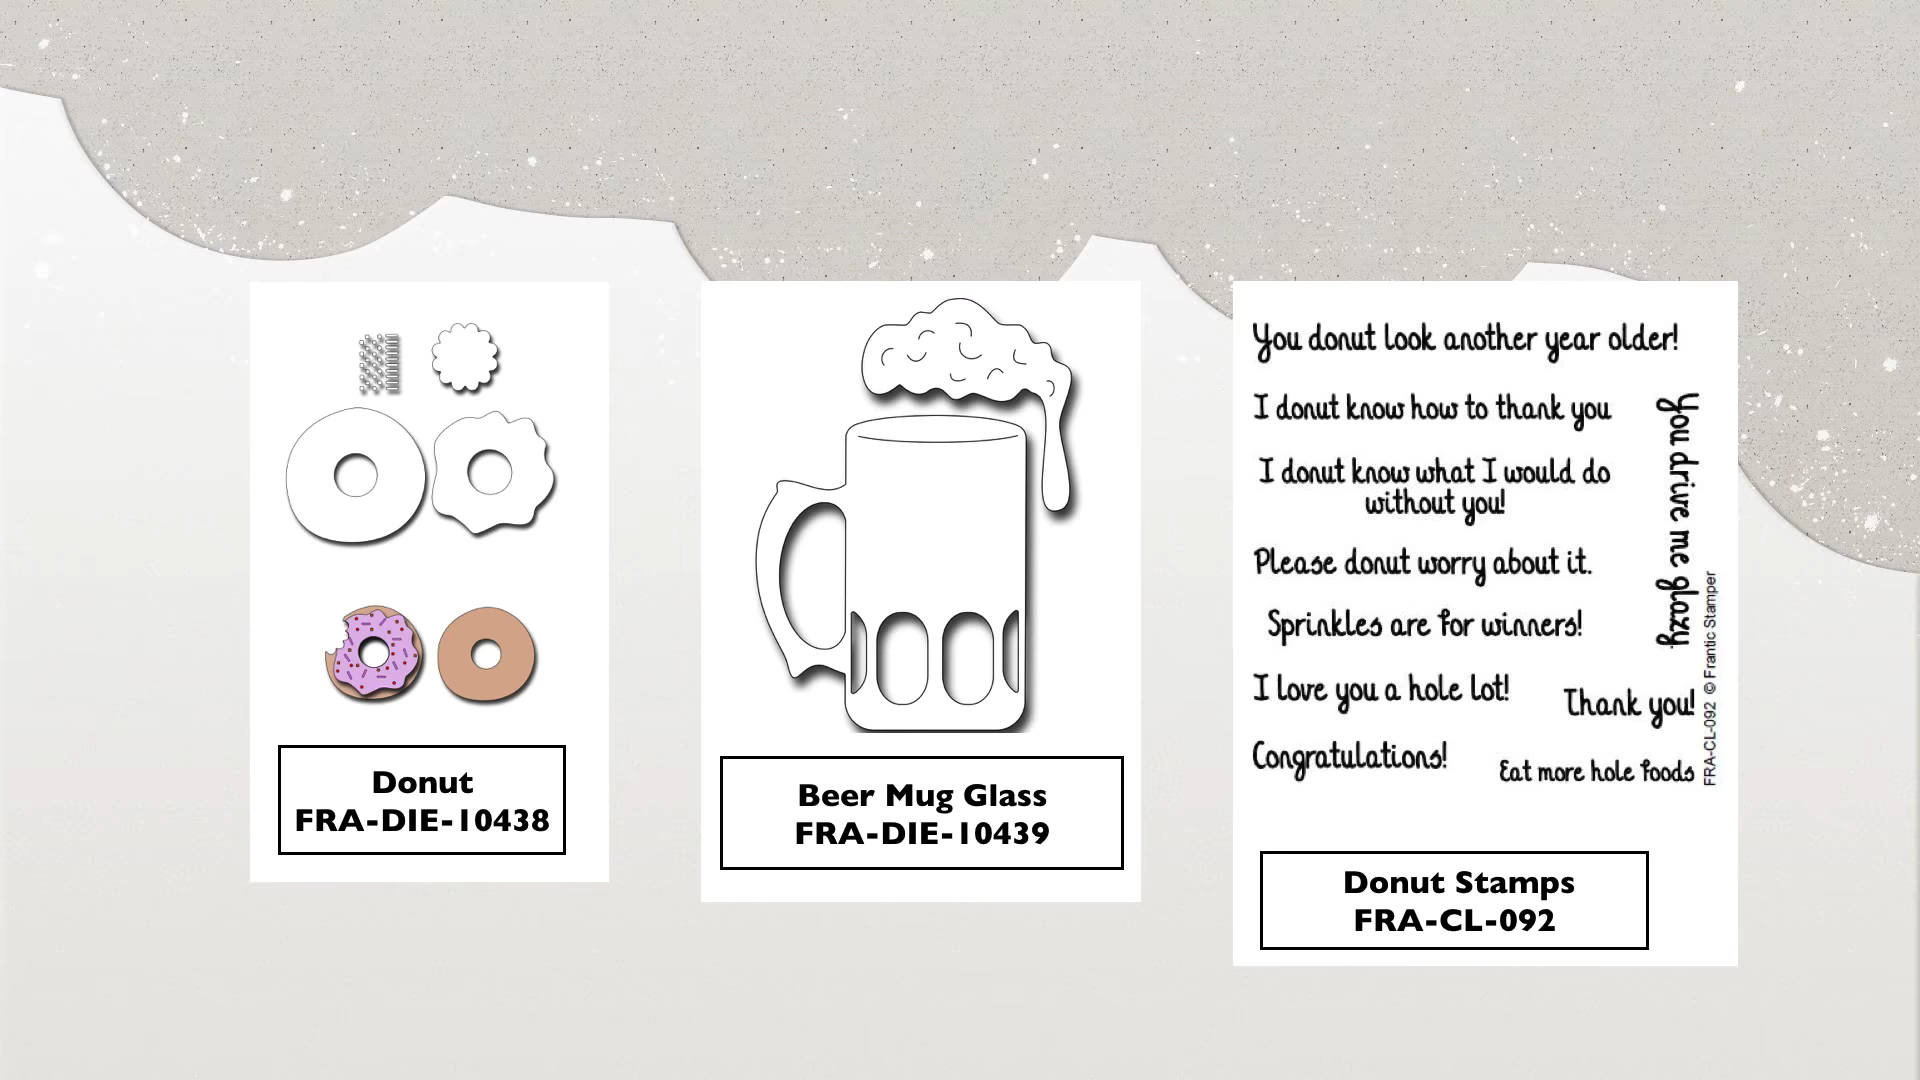 Donut
FRA-DIE-10438
Beer Mug Glass
FRA-DIE-10439
You donut look another year older!
I donut know how to thank you
I donut know what I would do
without you!
Please donut worry about it.
Sprinkles are for winners!
I love you a hole lot!
Thank you!
Congratulations!
Eat more hole foods
You drive me glazy.
FRA-CL-092 © Frantic Stamper
Donut Stamps
FRA-CL-092